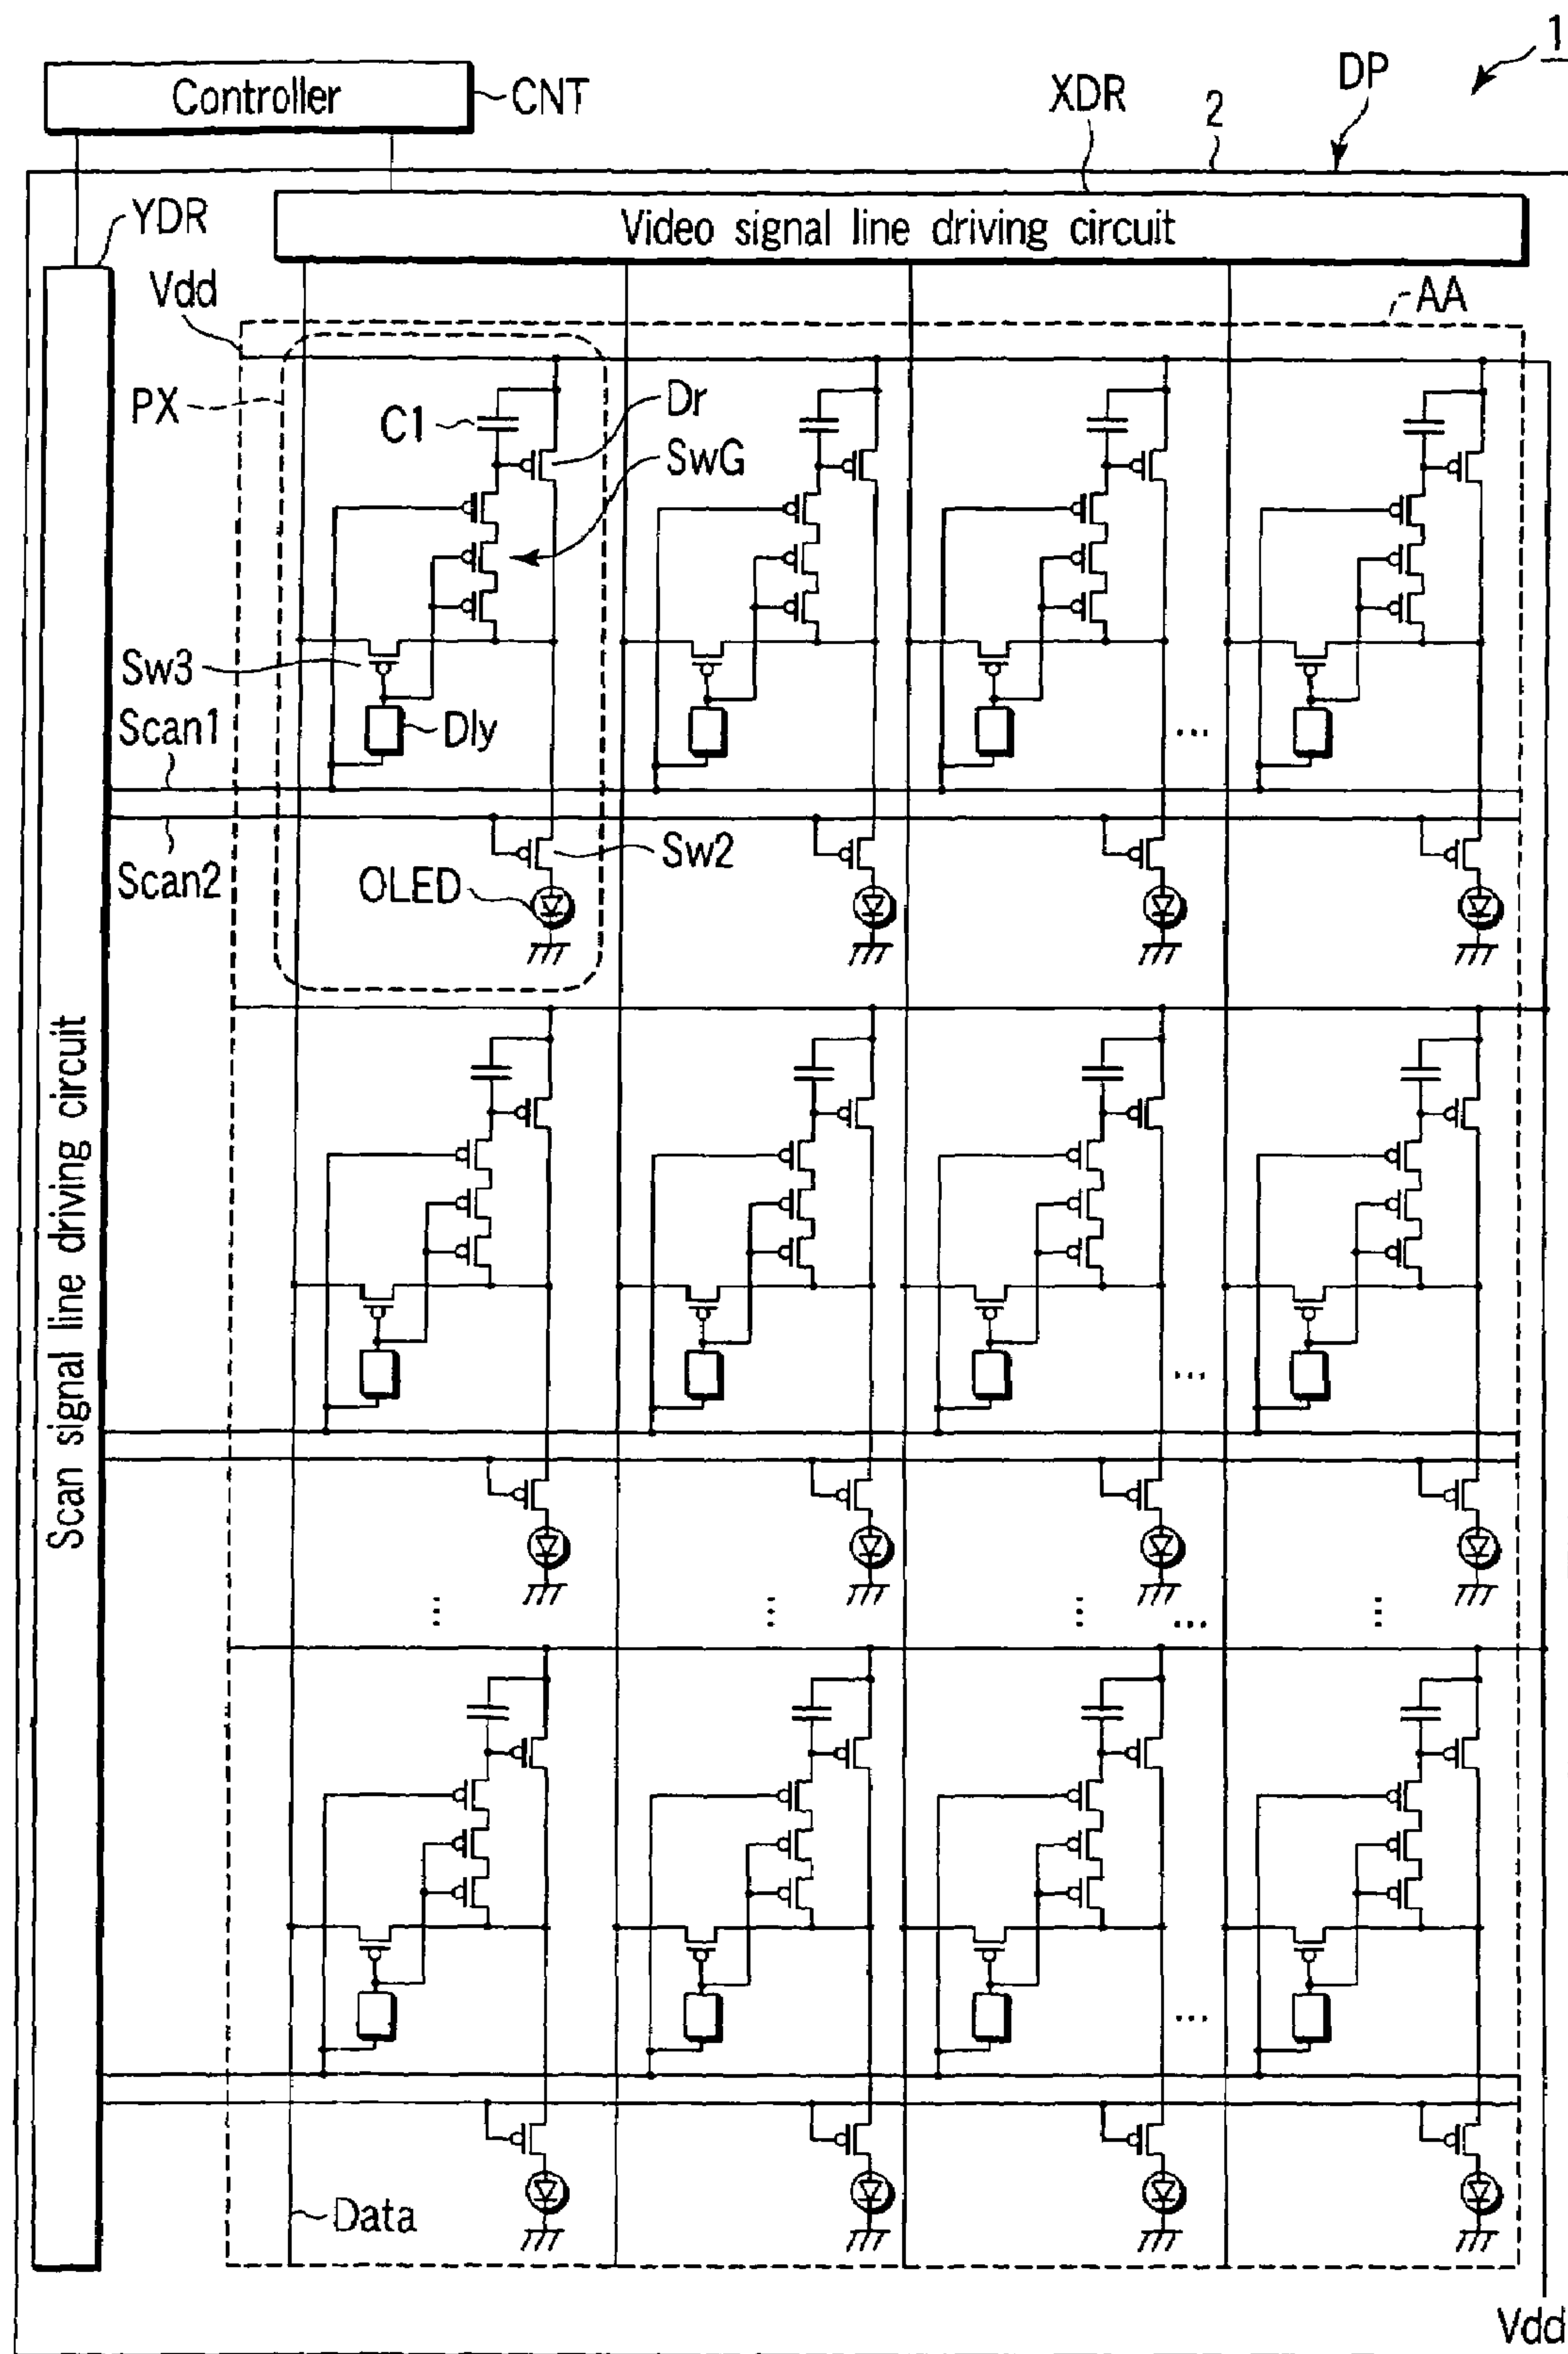 1
Controller
CNT
XDR
2
DP
YDR
Video signal line driving circuit
Vdd
AA
PX
C1
Dr
SwG
Sw3
Scan1
Dly
...
Scan2
Sw2
OLED
Scan signal line driving circuit
...
...
...
Data
Vdd